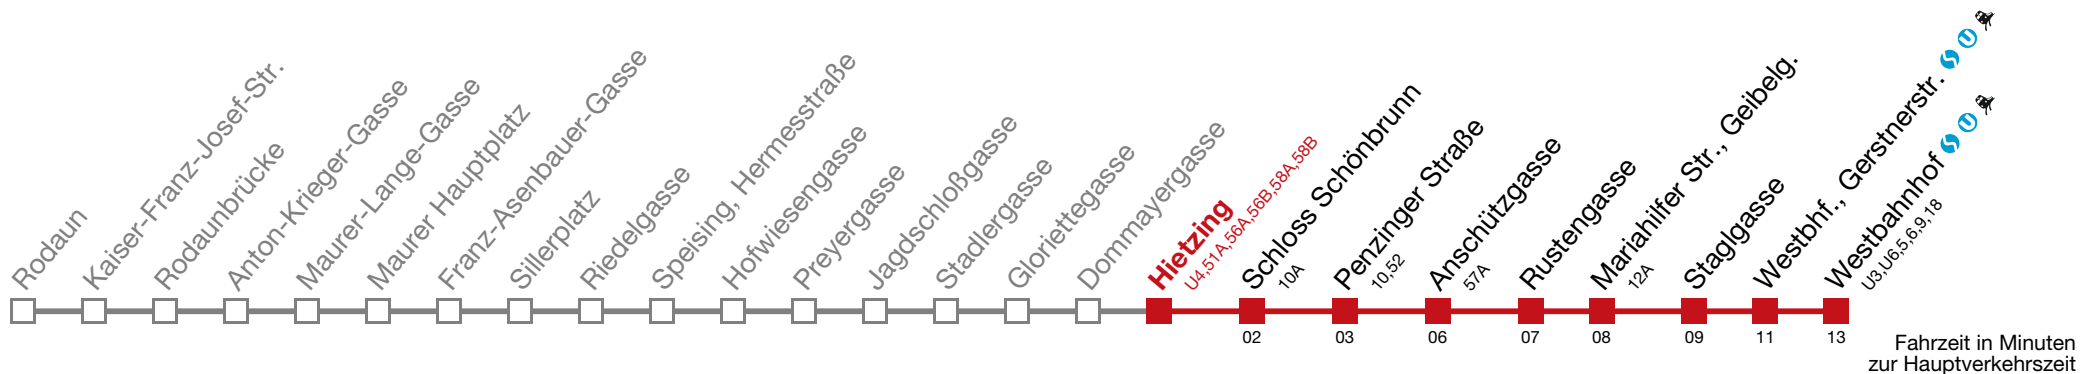 Rodaun
Kaiser-Franz-Josef-Str.
Rodaunbrücke
Anton-Krieger-Gasse
Maurer-Lange-Gasse
Maurer Hauptplatz
Franz-Asenbauer-Gasse
Sillerplatz
Riedelgasse
Speising, Hermesstraße
Hofwiesengasse
Preyergasse
Jagdschloßgasse
Stadlergasse
Gloriettegasse
Dommayergasse
Hietzing
U4,51A,56A,56B,58A,58B
Schloss Schönbrunn
10A
Penzinger Straße
10,52
Anschützgasse
57A
Rustengasse
Mariahilfer Str., Geibelg.
12A
Staglgasse
Westbhf., Gerstnerstr. S U
Westbahnhof S U
U3,U6,5,6,9,18
02 03 06 07 08 09 11 13
Fahrzeit in Minuten
zur Hauptverkehrszeit